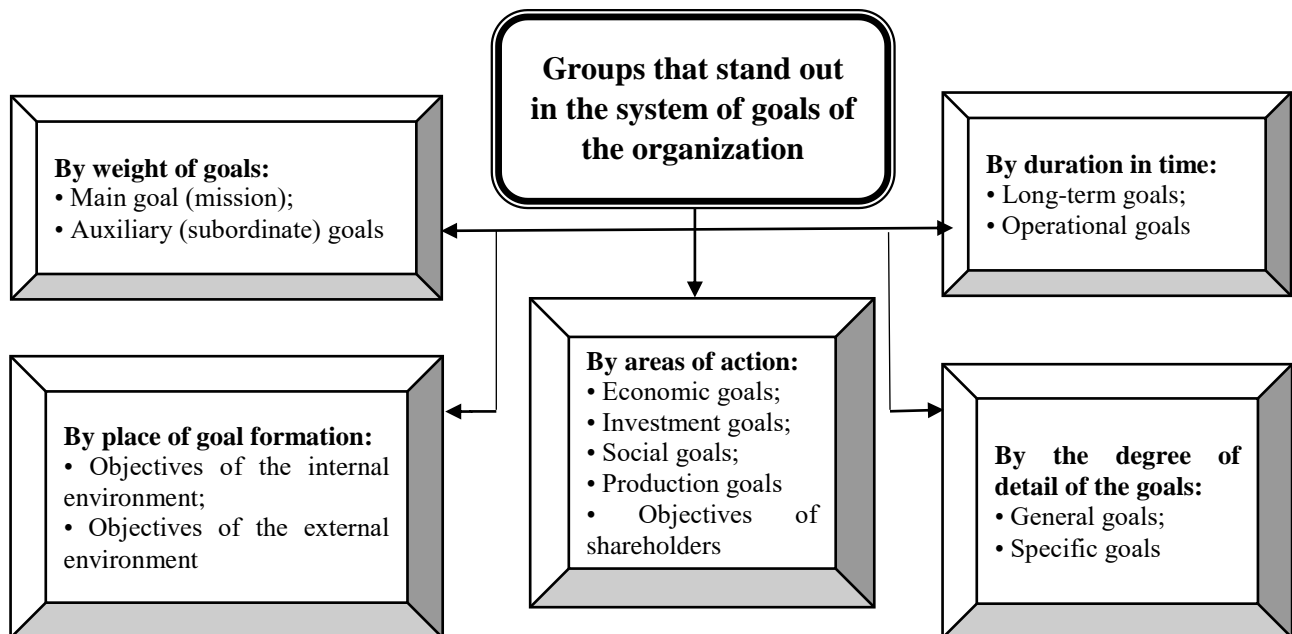 Groups that stand out
in the system of goals of
the organization
By weight of goals:
• Main goal (mission);
• Auxiliary (subordinate) goals
By duration in time:
• Long-term goals;
• Operational goals
By place of goal formation:
• Objectives of the internal
environment;
• Objectives of the external
environment
By areas of action:
• Economic goals;
• Investment goals;
• Social goals;
• Production goals
• Objectives of
shareholders
By the degree of
detail of the goals:
• General goals;
• Specific goals